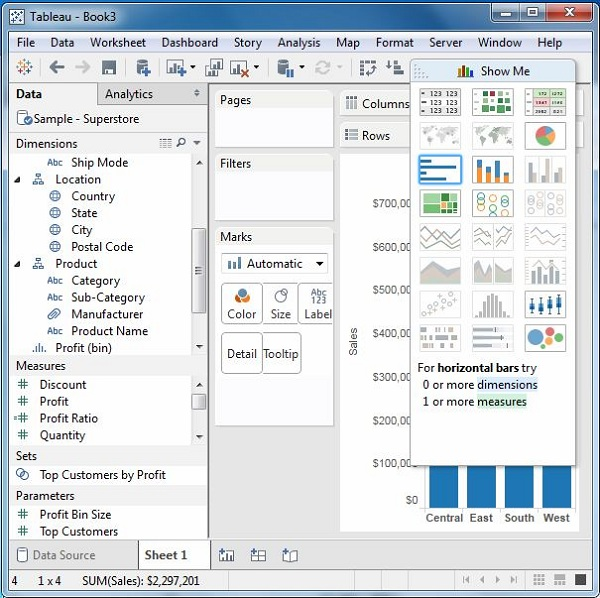 Tableau - Book3
File Data Worksheet Dashboard Story Analysis Map Format Server Window Help
Data Analytics
Sample - Superstore
Dimensions
Abc Ship Mode
Location
Country
State
City
Postal Code
Product
Abc Category
Abc Sub-Category
Manufacturer
Abc Product Name
Profit (bin)
Measures
# Discount
# Profit
=# Profit Ratio
# Quantity
Sets
Top Customers by Profit
Parameters
# Profit Bin Size
# Top Customers
Pages
Filters
Marks
Automatic
Abc
123
Color Size Label
Detail Tooltip
Columns
Rows
Show Me
For horizontal bars try
0 or more dimensions
1 or more measures
Sales
$700,00
$600,00
$500,00
$400,00
$300,00
$200,00
$100,00
$0
Central East South West
Data Source Sheet 1
4 1 x 4 SUM(Sales): $2,297,201